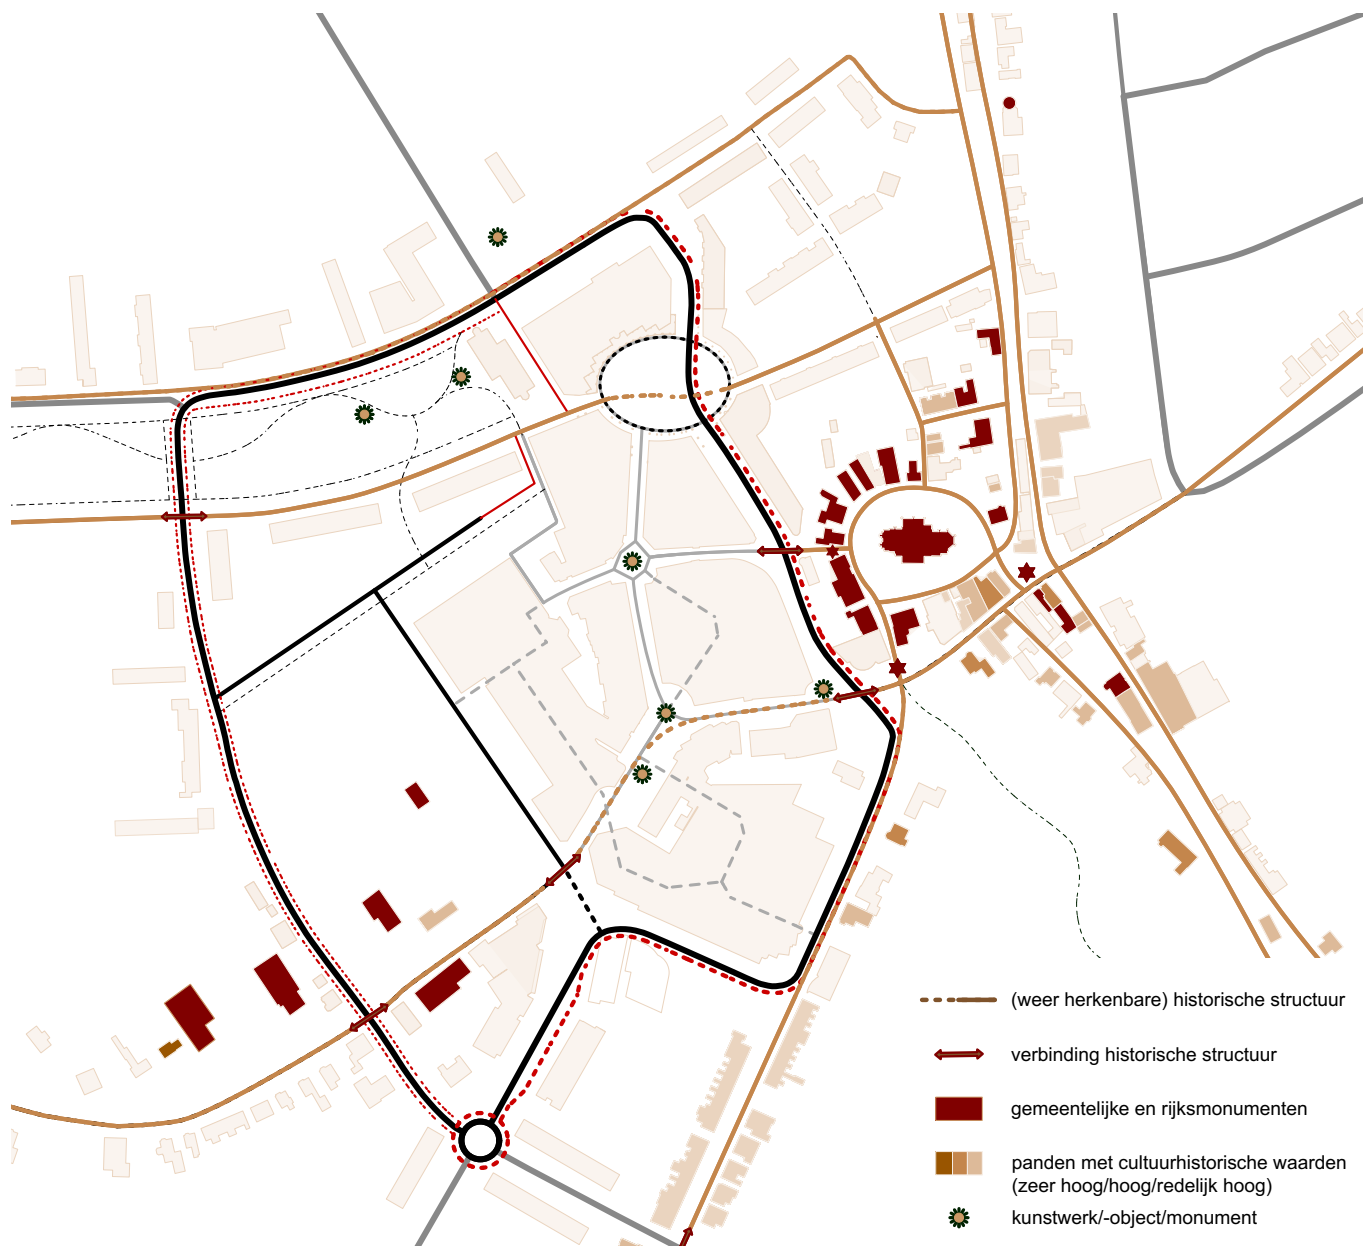 (weer herkenbare) historische structuur
verbinding historische structuur
gemeentelijke en rijksmonumenten
panden met cultuurhistorische waarden
(zeer hoog/hoog/redelijk hoog)
kunstwerk/-object/monument